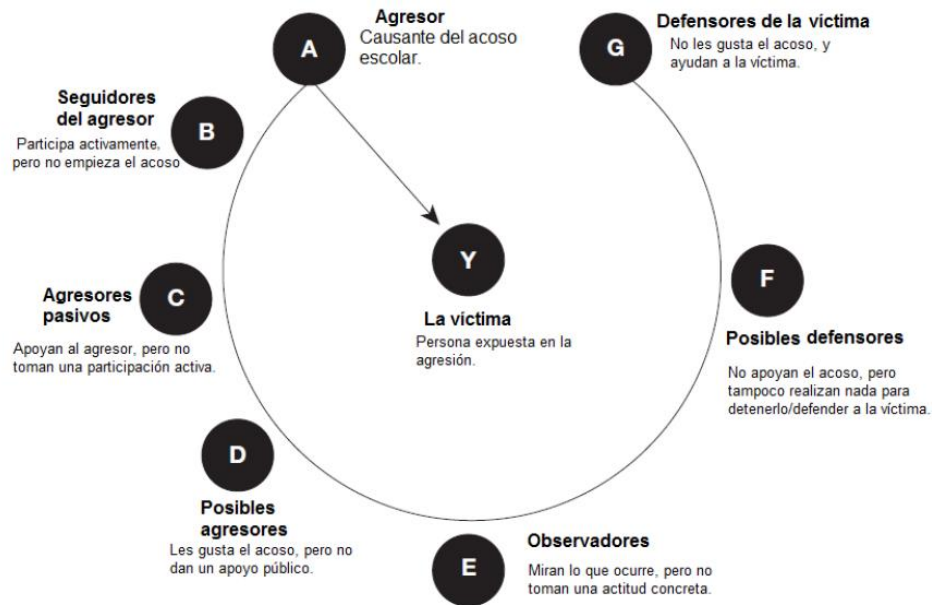 A
Agresor
Causante del acoso
escolar.
B
Seguidores
del agresor
Participa activamente,
pero no empieza el acoso
C
Agresores
pasivos
Apoyan al agresor, pero no
toman una participación activa.
D
Posibles
agresores
Les gusta el acoso, pero no
dan un apoyo público.
E
Observadores
Miran lo que ocurre, pero no
toman una actitud concreta.
F
Posibles defensores
No apoyan el acoso, pero
tampoco realizan nada para
detenerlo/defender a la víctima.
G
Defensores de la víctima
No les gusta el acoso, y
ayudan a la víctima.
Y
La victima
Persona expuesta en la
agresión.